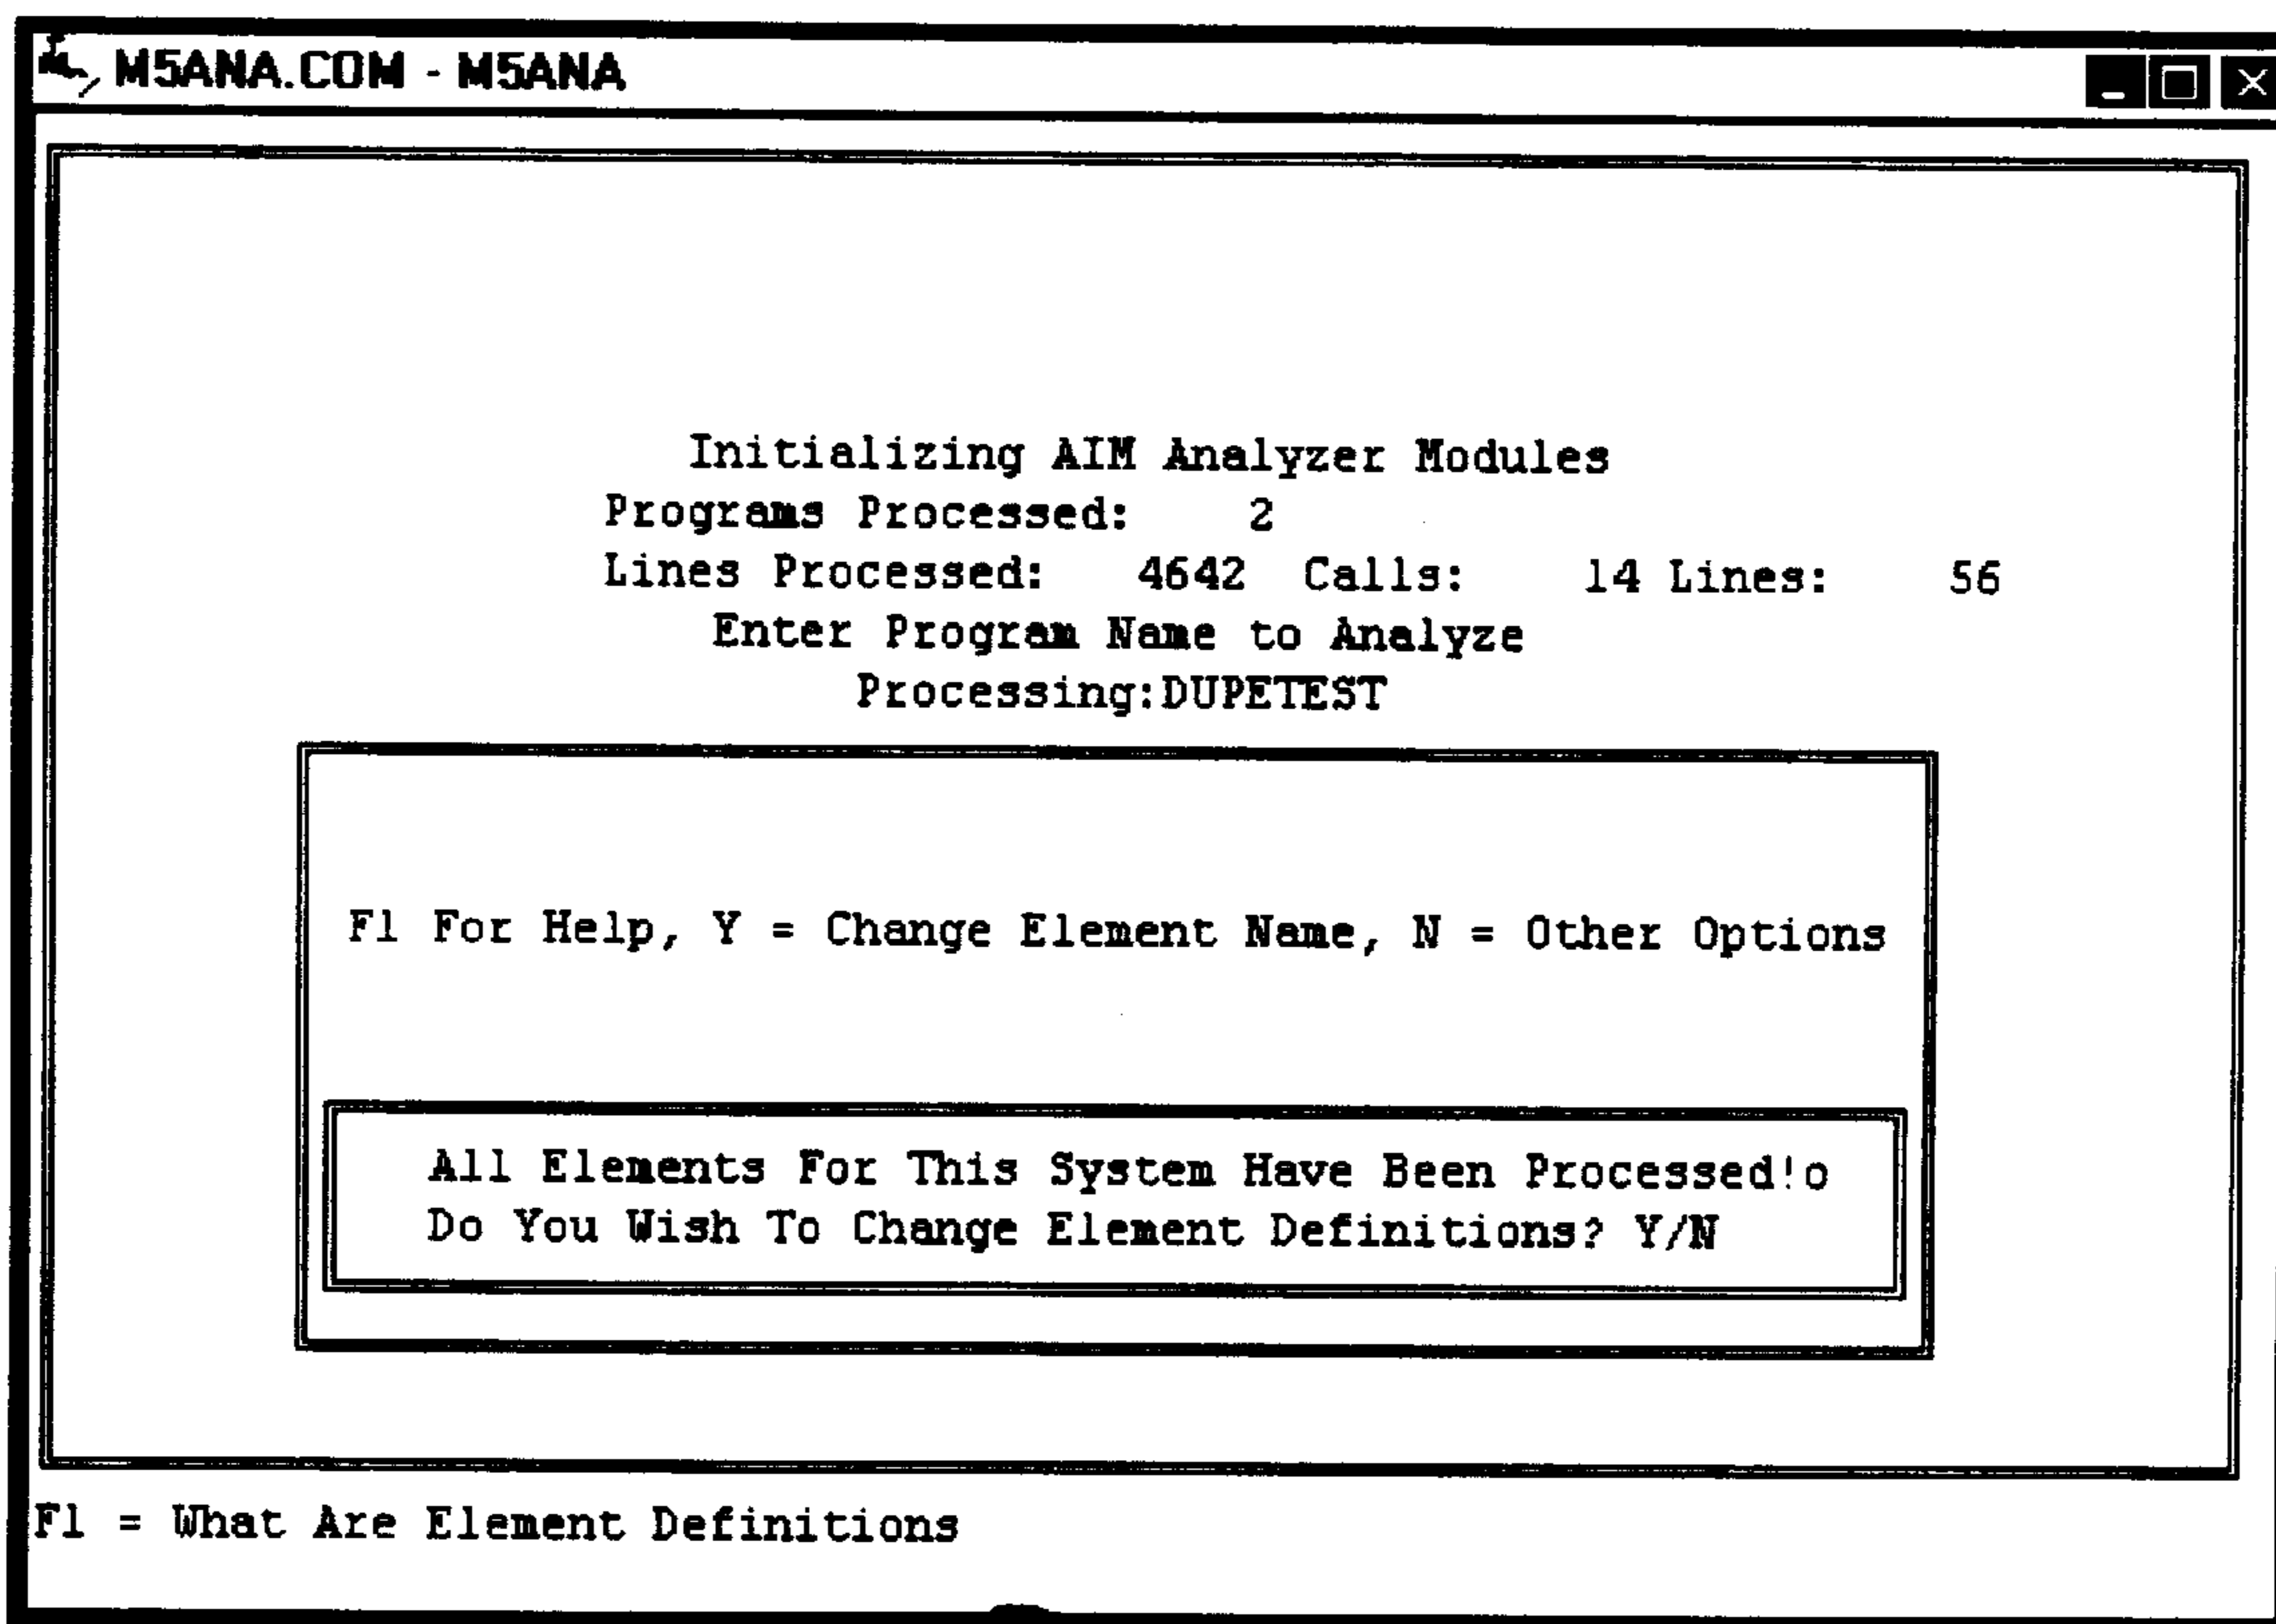 M5ANA.COM - M5ANA
Initializing AIM Analyzer Modules
Programs Processed: 2
Lines Processed: 4642 Calls: 14 Lines: 56
Enter Program Name to Analyze
Processing:DUPETEST
F1 For Help, Y = Change Element Name, N = Other Options
All Elements For This System Have Been Processed!o
Do You Wish To Change Element Definitions? Y/N
F1 = What Are Element Definitions